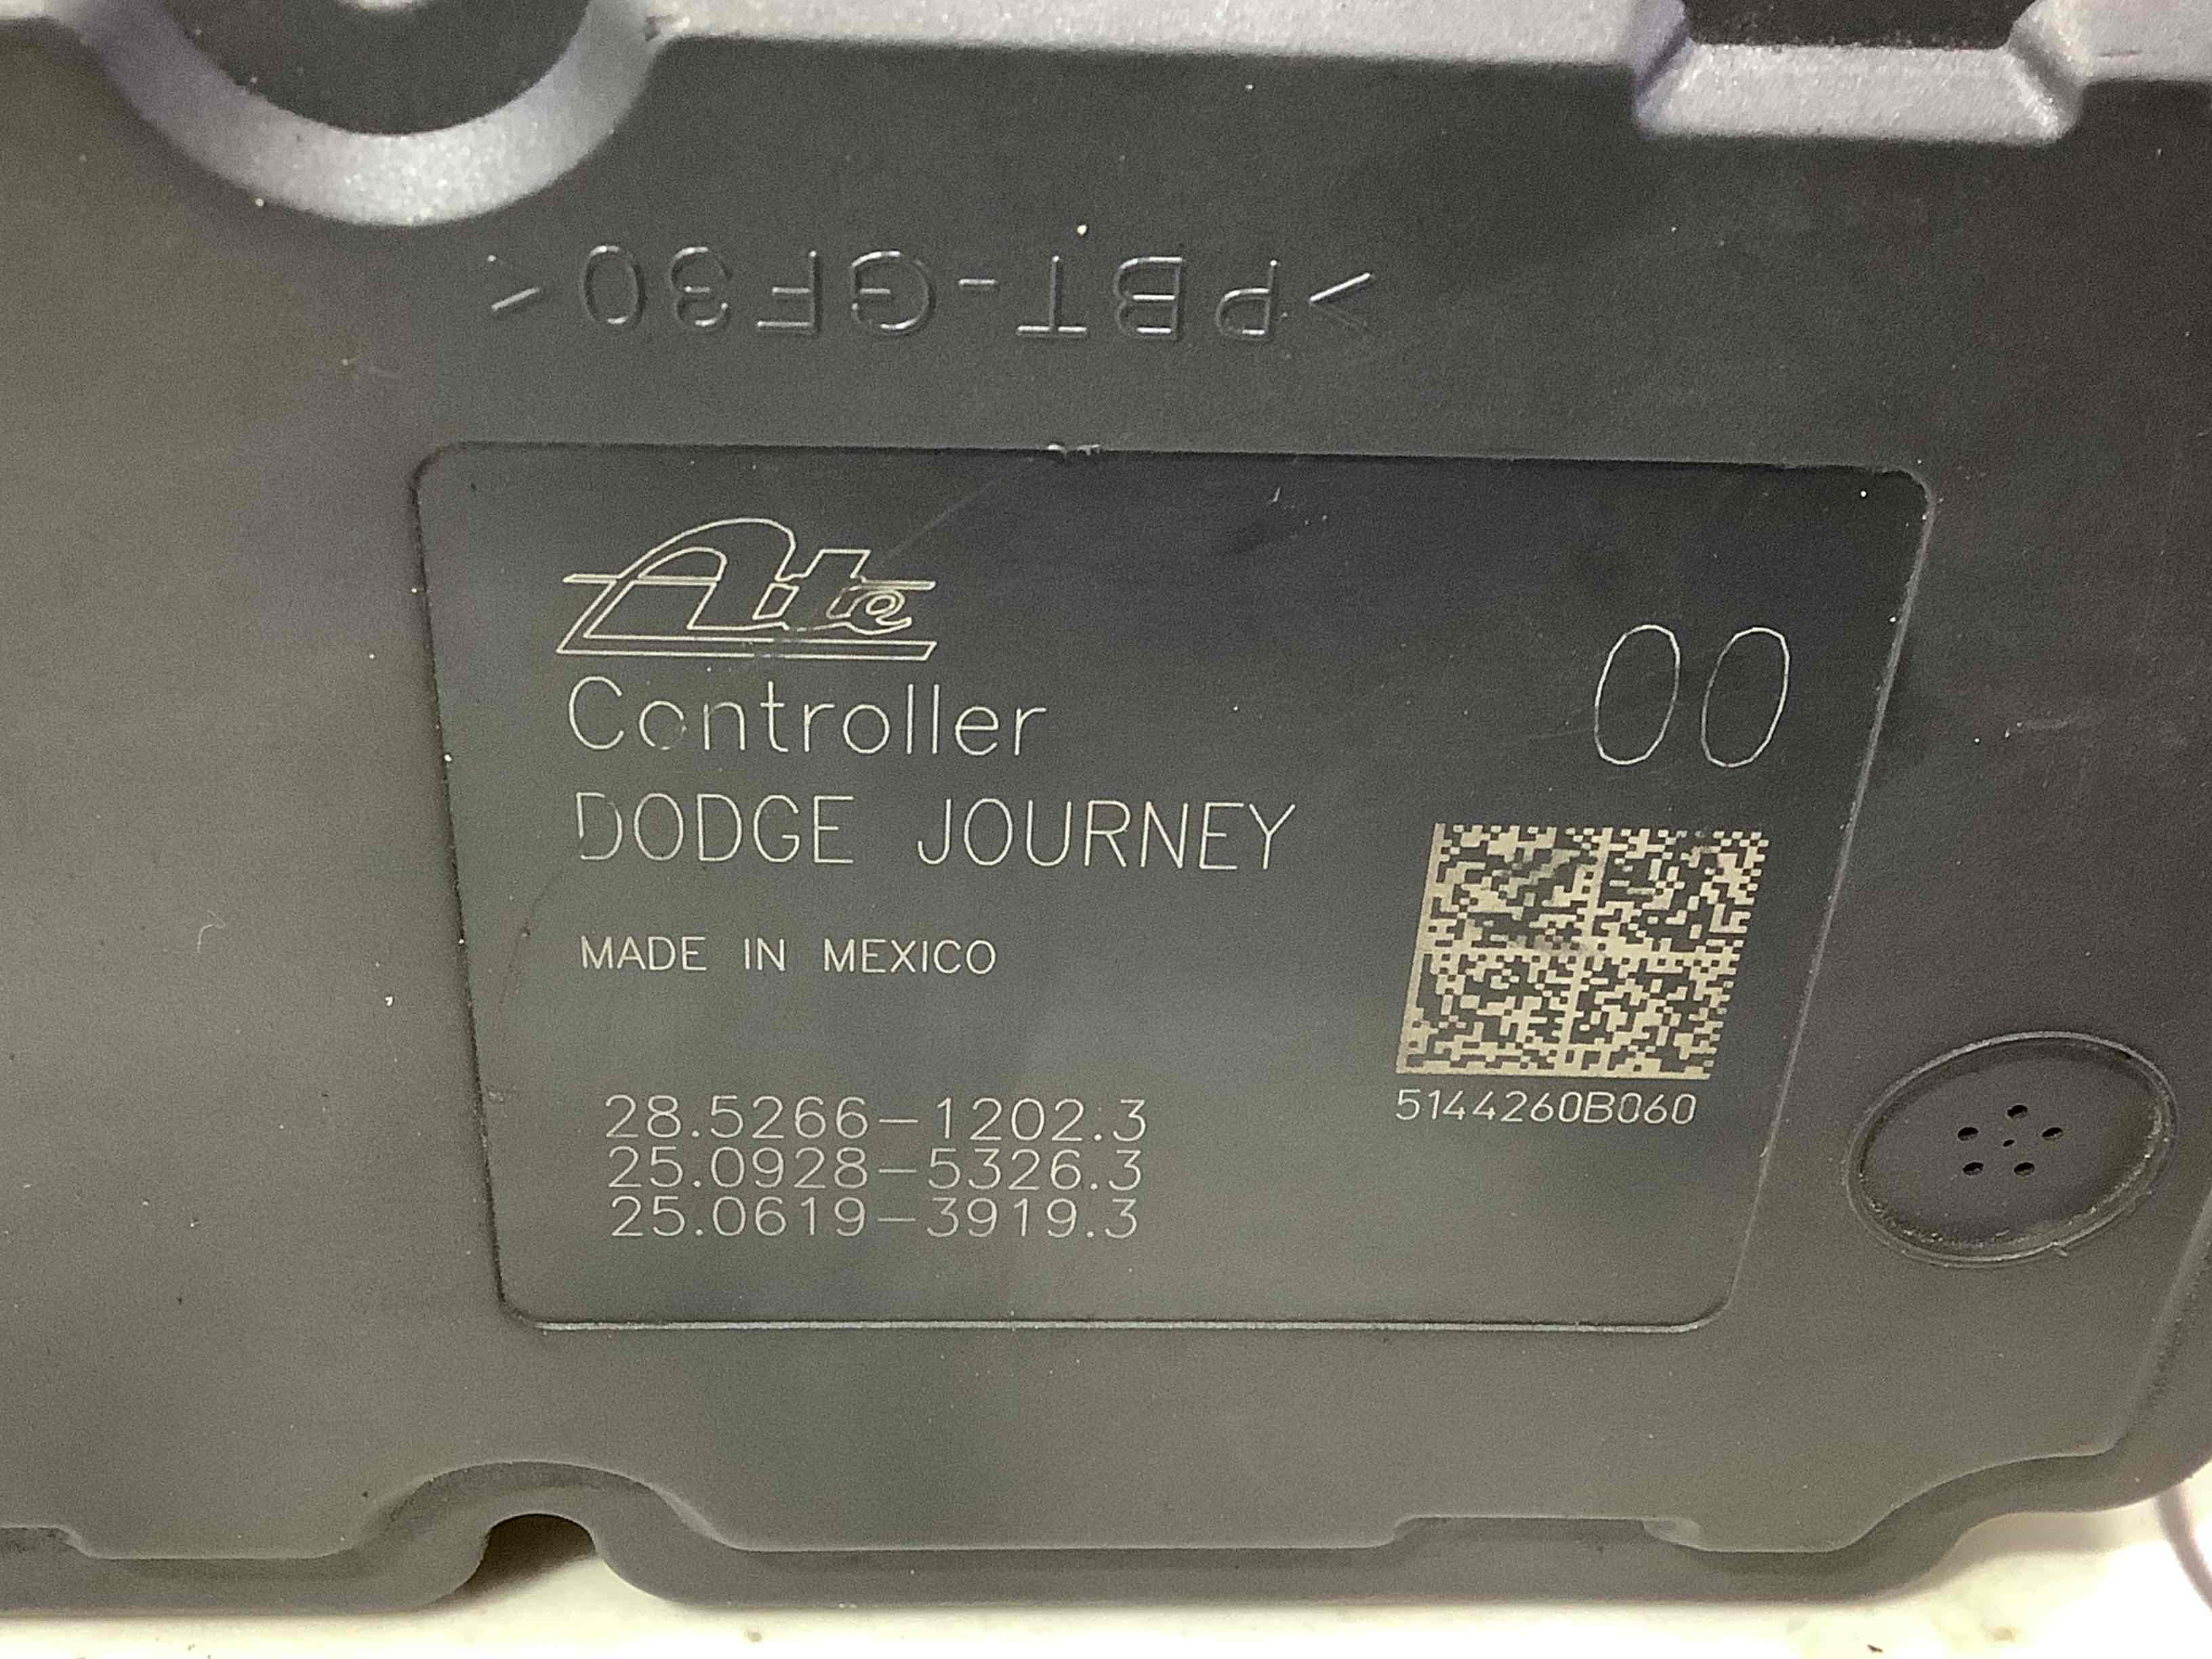 >PBT-GF30<
Ate
Controller
00
DODGE JOURNEY
MADE IN MEXICO
5144260B060
28.5266-1202.3
25.0928-5326.3
25.0619-3919.3